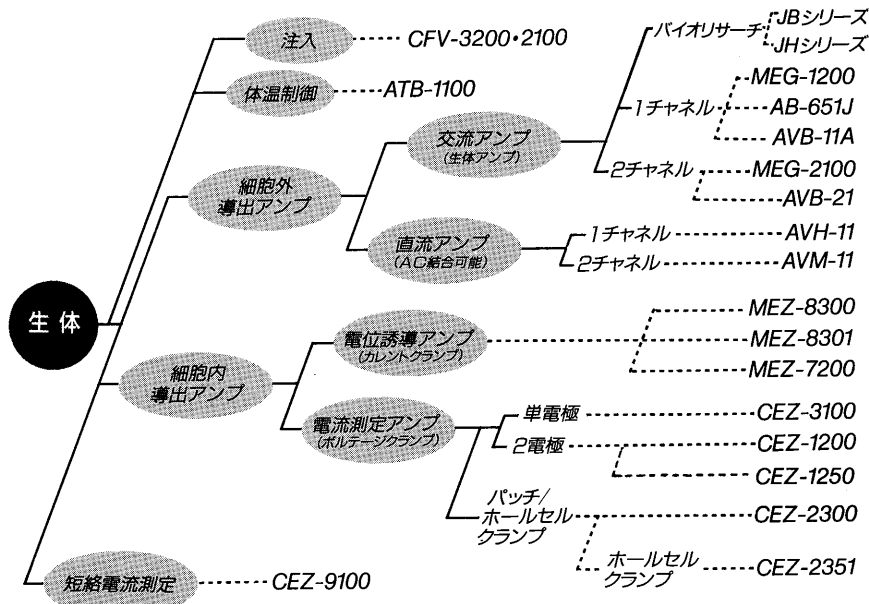 注入
CFV-3200・2100
体温制御
ATB-1100
細胞外
導出アンプ
交流アンプ
(生体アンプ)
バイオリサーチ
JBシリーズ
JHシリーズ
1チャネル
MEG-1200
AB-651J
AVB-11A
2チャネル
MEG-2100
AVB-21
直流アンプ
(AC結合可能)
1チャネル
AVH-11
2チャネル
AVM-11
生体
細胞内
導出アンプ
電位誘導アンプ
(カレントクランプ)
MEZ-8300
MEZ-8301
MEZ-7200
電流測定アンプ
(ボルテージクランプ)
単電極
CEZ-3100
2電極
CEZ-1200
CEZ-1250
パッチ/
ホールセル
クランプ
CEZ-2300
ホールセル
クランプ
CEZ-2351
短絡電流測定
CEZ-9100